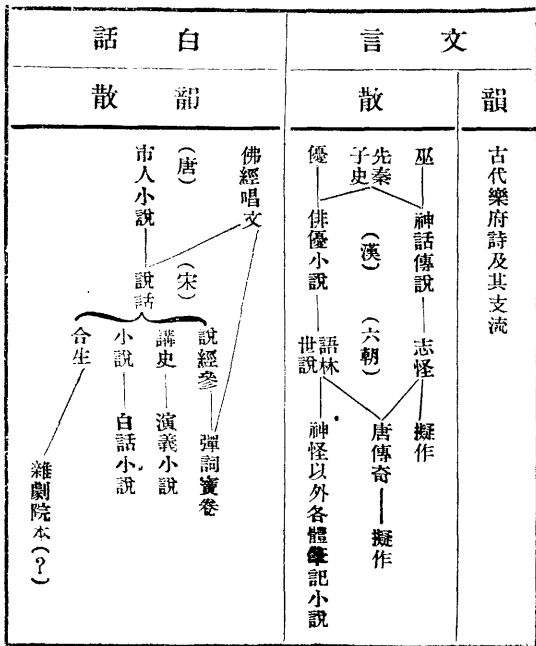 文言
白話
韻
散
韻散
古代樂府詩及其支流
巫
神話傳說
志怪
擬作
先秦子史
(漢)
(六朝)
唐傳奇
擬作
優
俳優小說
語林世說
神怪以外各體筆記小說
佛經唱文
(唐)
市人小說
(宋)
說話
說經參
彈詞寶卷
講史
演義小說
小說
白話小說
合生
雜劇院本(？)